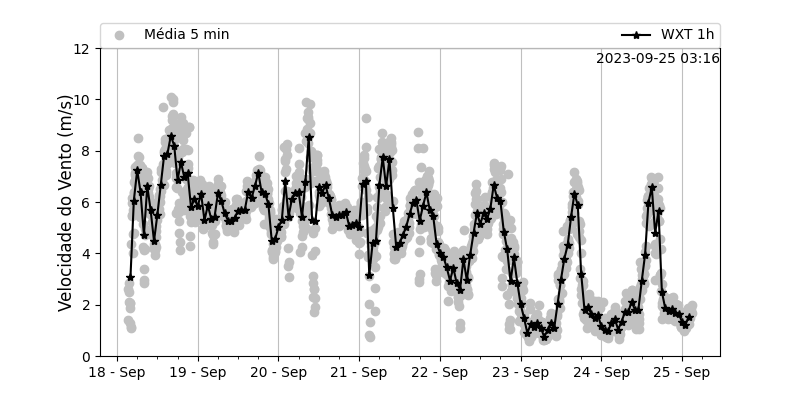 Média 5 min
WXT 1h
2023-09-25 03:16
Velocidade do Vento (m/s)
12
10
8
6
4
2
0
18 - Sep
19 - Sep
20 - Sep
21 - Sep
22 - Sep
23 - Sep
24 - Sep
25 - Sep